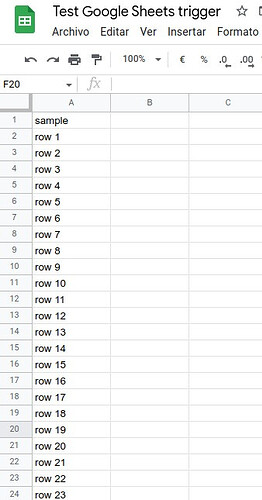 Test Google Sheets trigger
Archivo Editar Ver Insertar Formato
100% € % .0 .00
F20 fx
A B C
1 sample
2 row 1
3 row 2
4 row 3
5 row 4
6 row 5
7 row 6
8 row 7
9 row 8
10 row 9
11 row 10
12 row 11
13 row 12
14 row 13
15 row 14
16 row 15
17 row 16
18 row 17
19 row 18
20 row 19
21 row 20
22 row 21
23 row 22
24 row 23